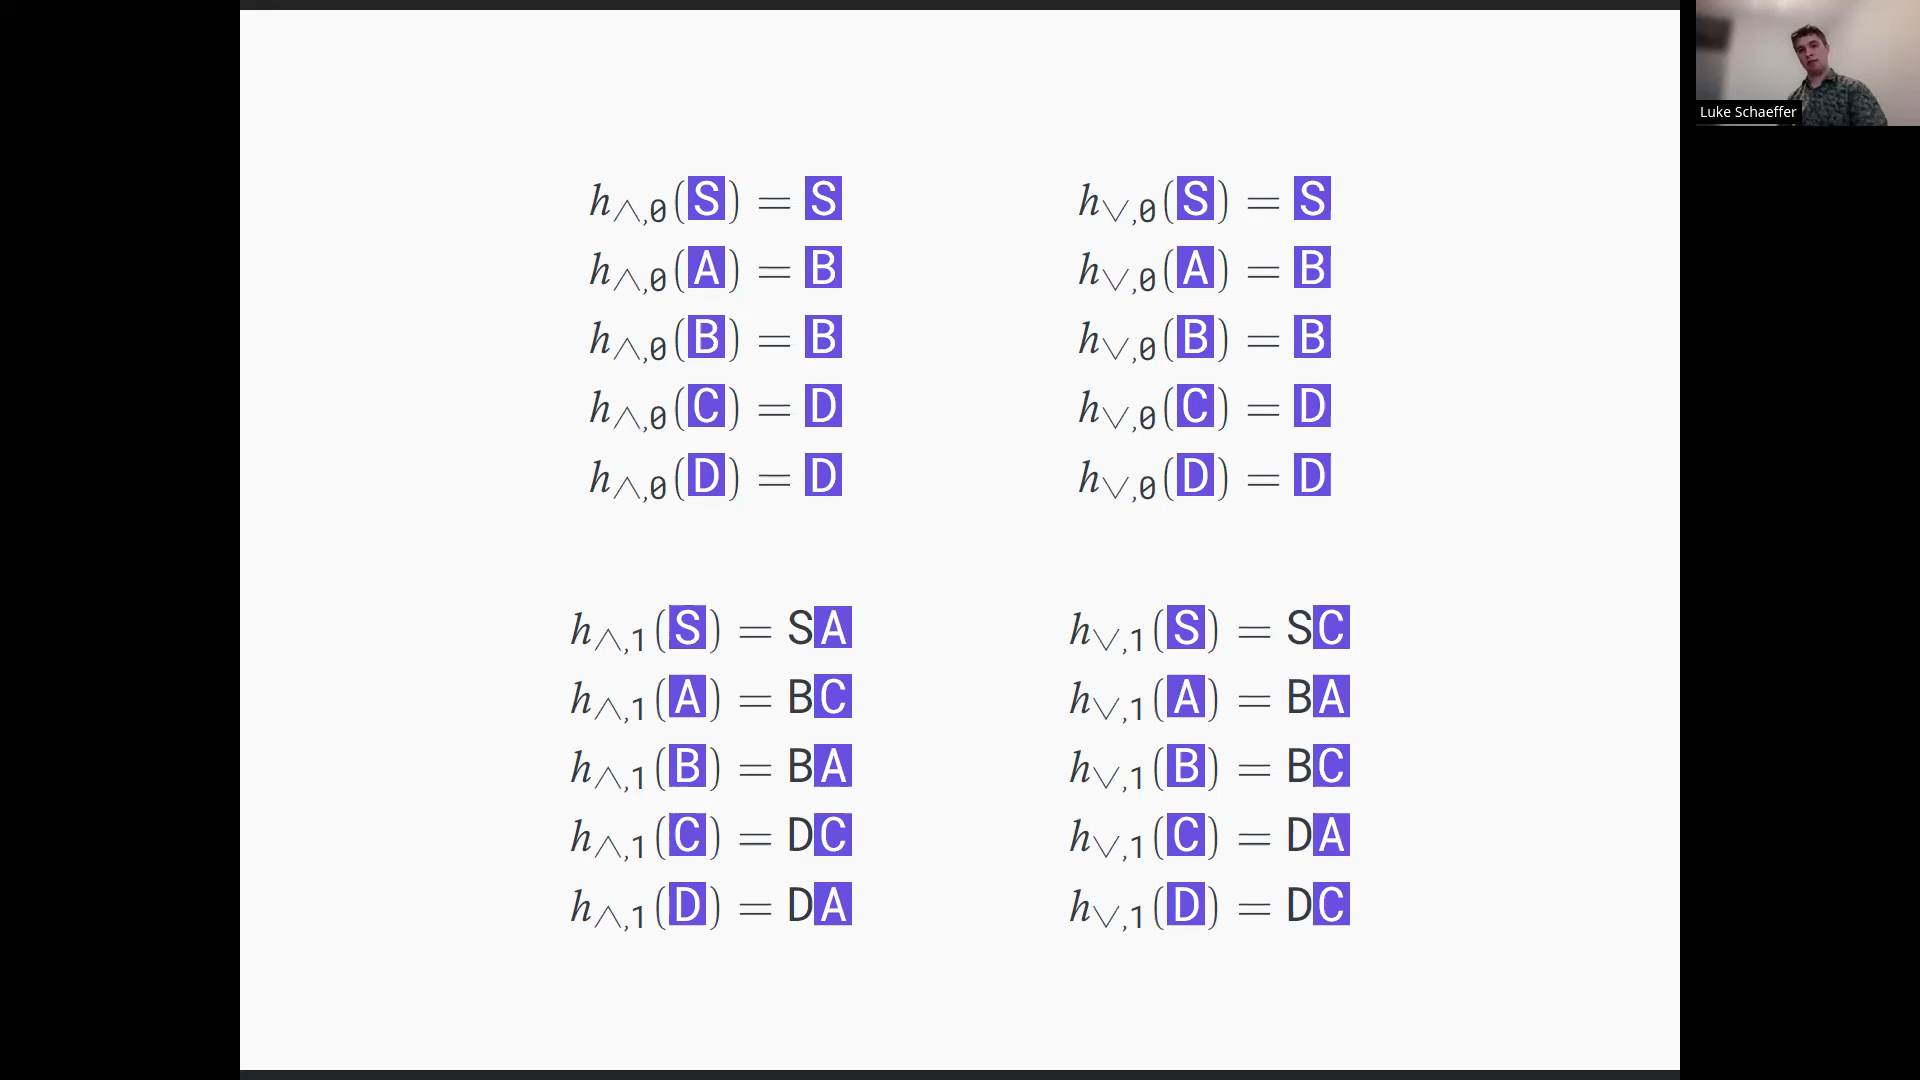 Luke Schaeffer
h∧,0(S) = S
h∧,0(A) = B
h∧,0(B) = B
h∧,0(C) = D
h∧,0(D) = D
h∨,0(S) = S
h∨,0(A) = B
h∨,0(B) = B
h∨,0(C) = D
h∨,0(D) = D
h∧,1(S) = SA
h∧,1(A) = BC
h∧,1(B) = BA
h∧,1(C) = DC
h∧,1(D) = DA
h∨,1(S) = SC
h∨,1(A) = BA
h∨,1(B) = BC
h∨,1(C) = DA
h∨,1(D) = DC